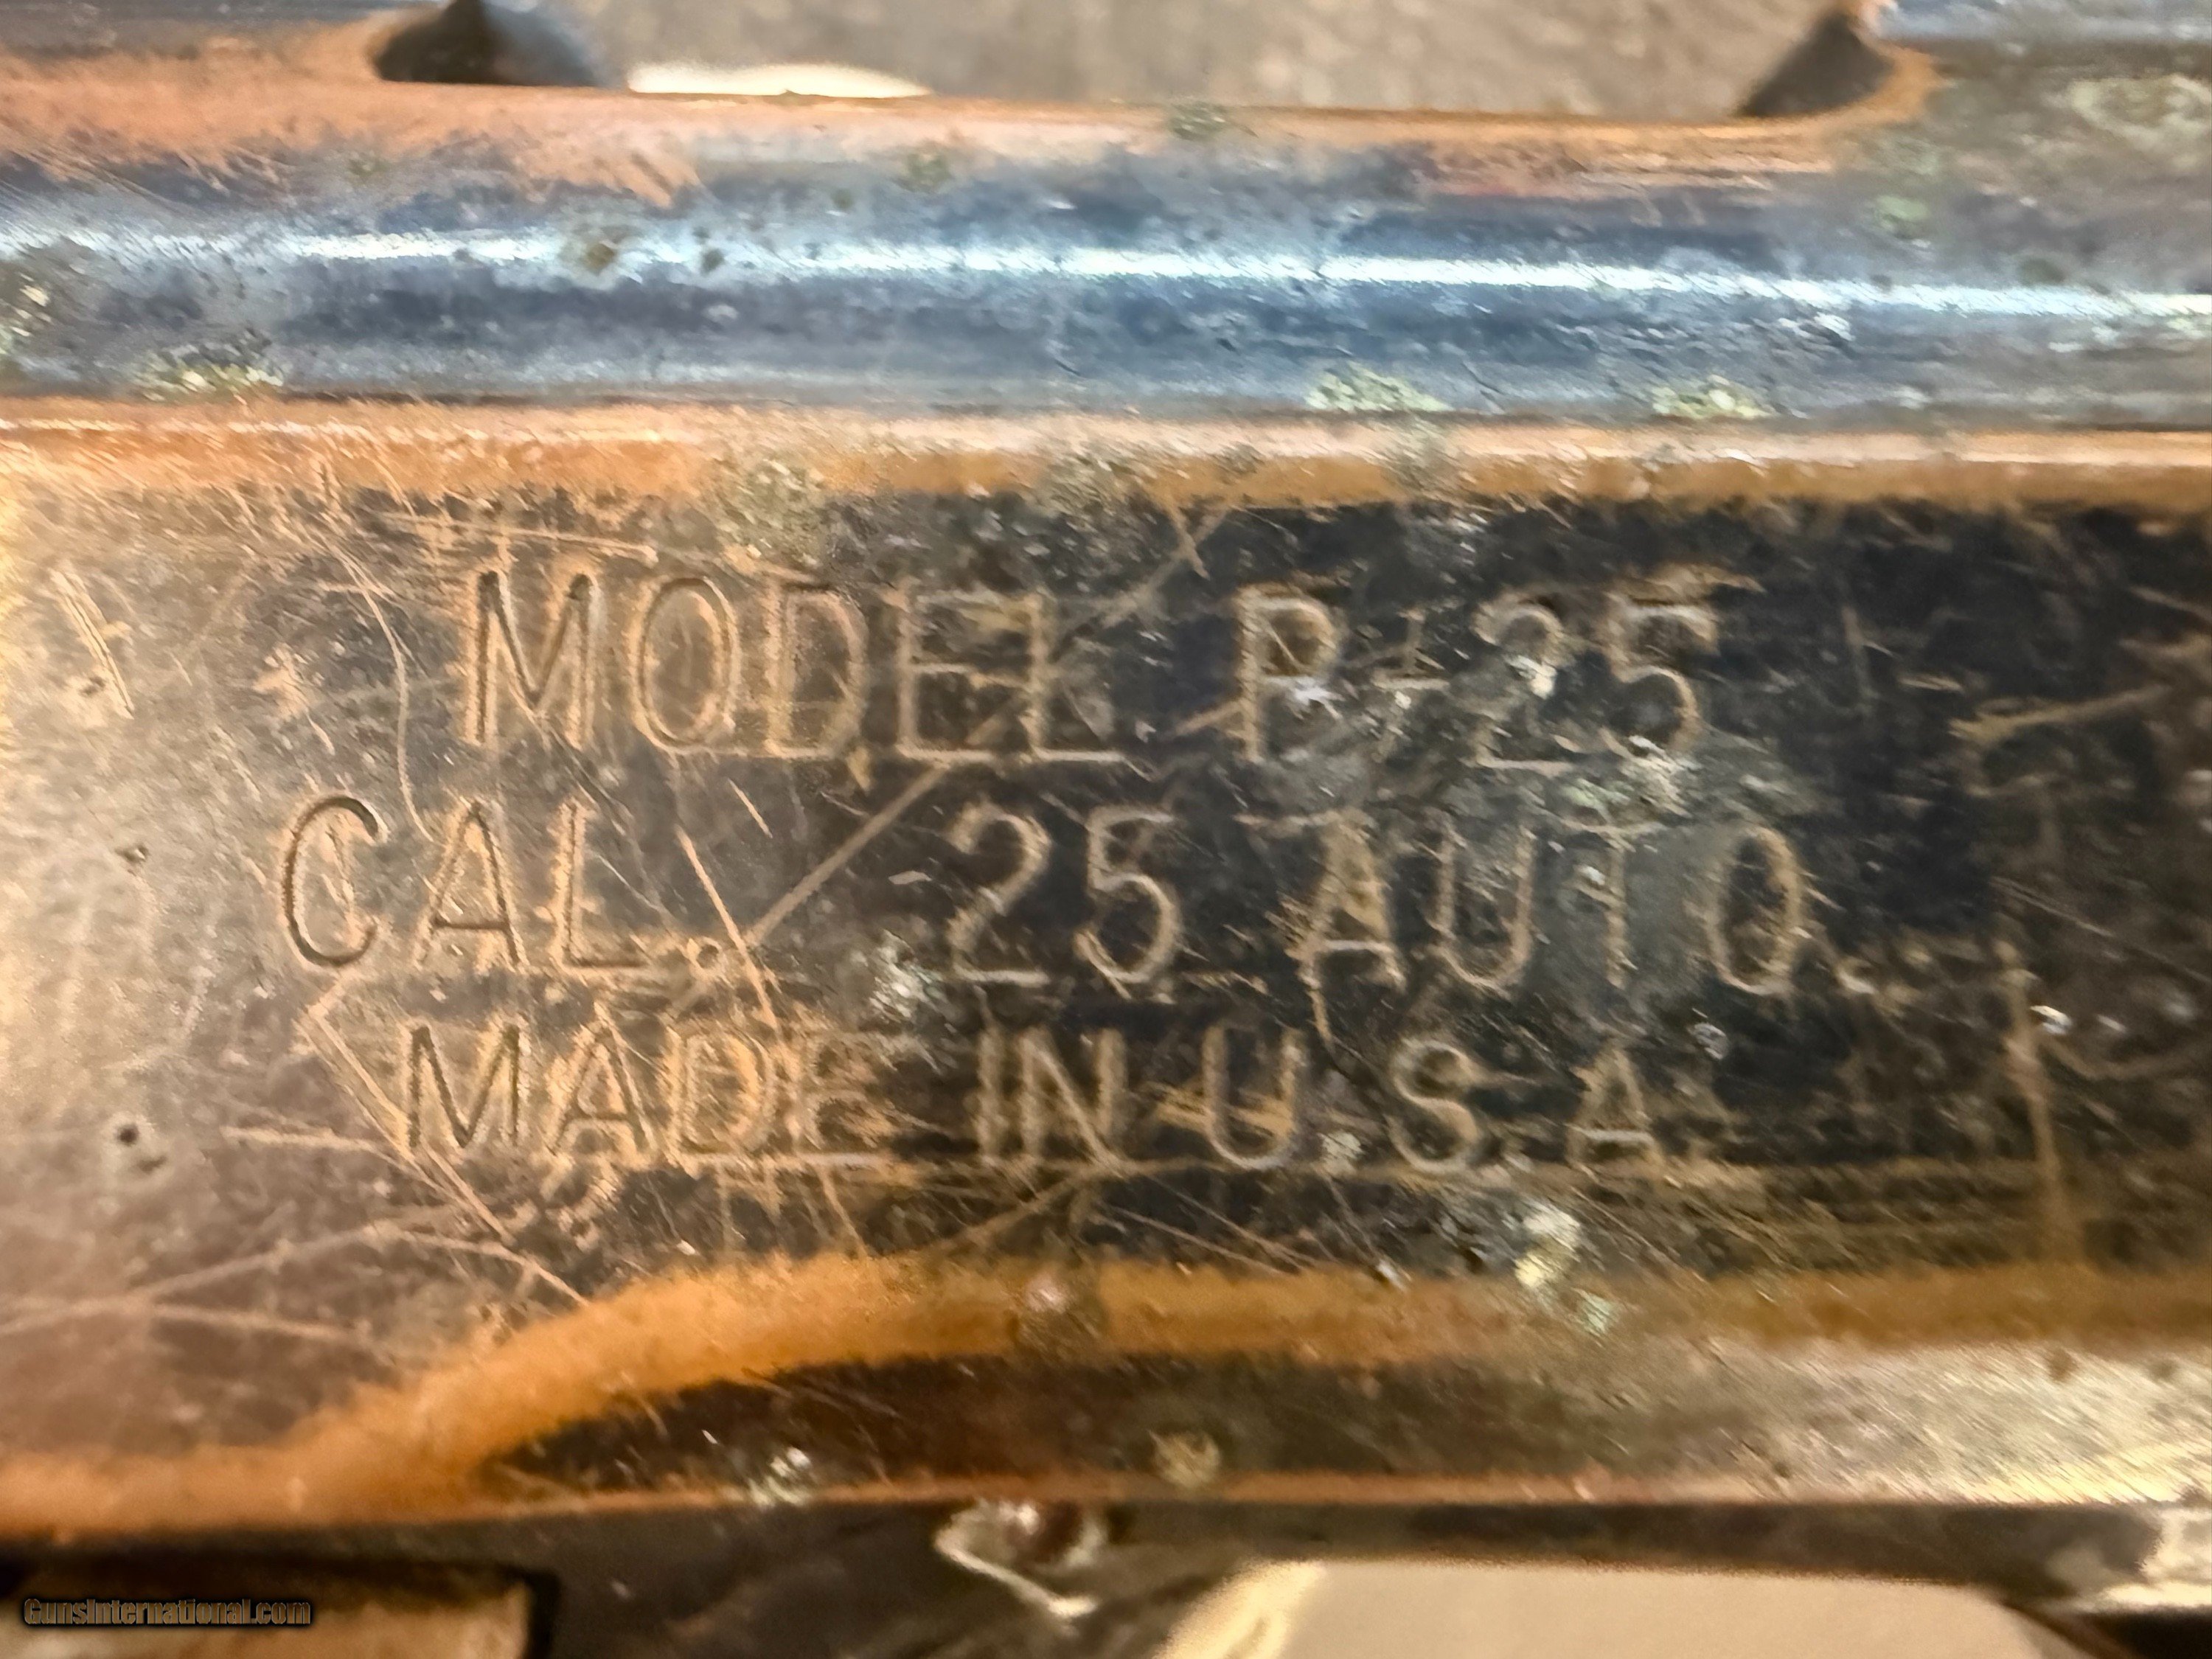 MODEL P-25
CAL. 25 AUTO.
MADE IN U.S.A.
GunsInternational.com